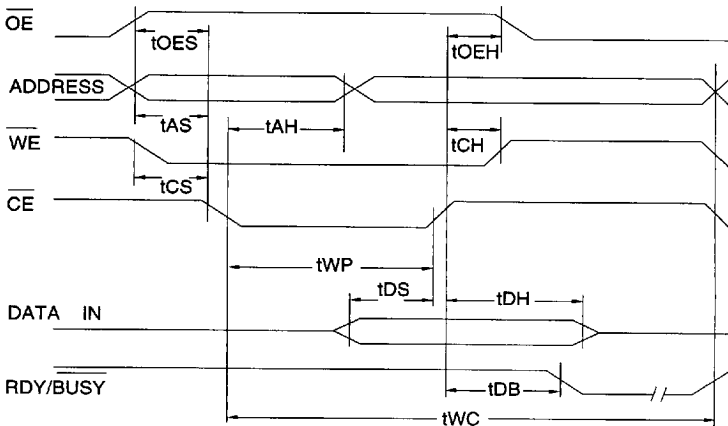 OE
tOES tOEH
ADDRESS
tAS tAH tCH
WE
tCS
CE
tWP
tDS tDH
DATA IN
RDY/BUSY
tDB
tWC